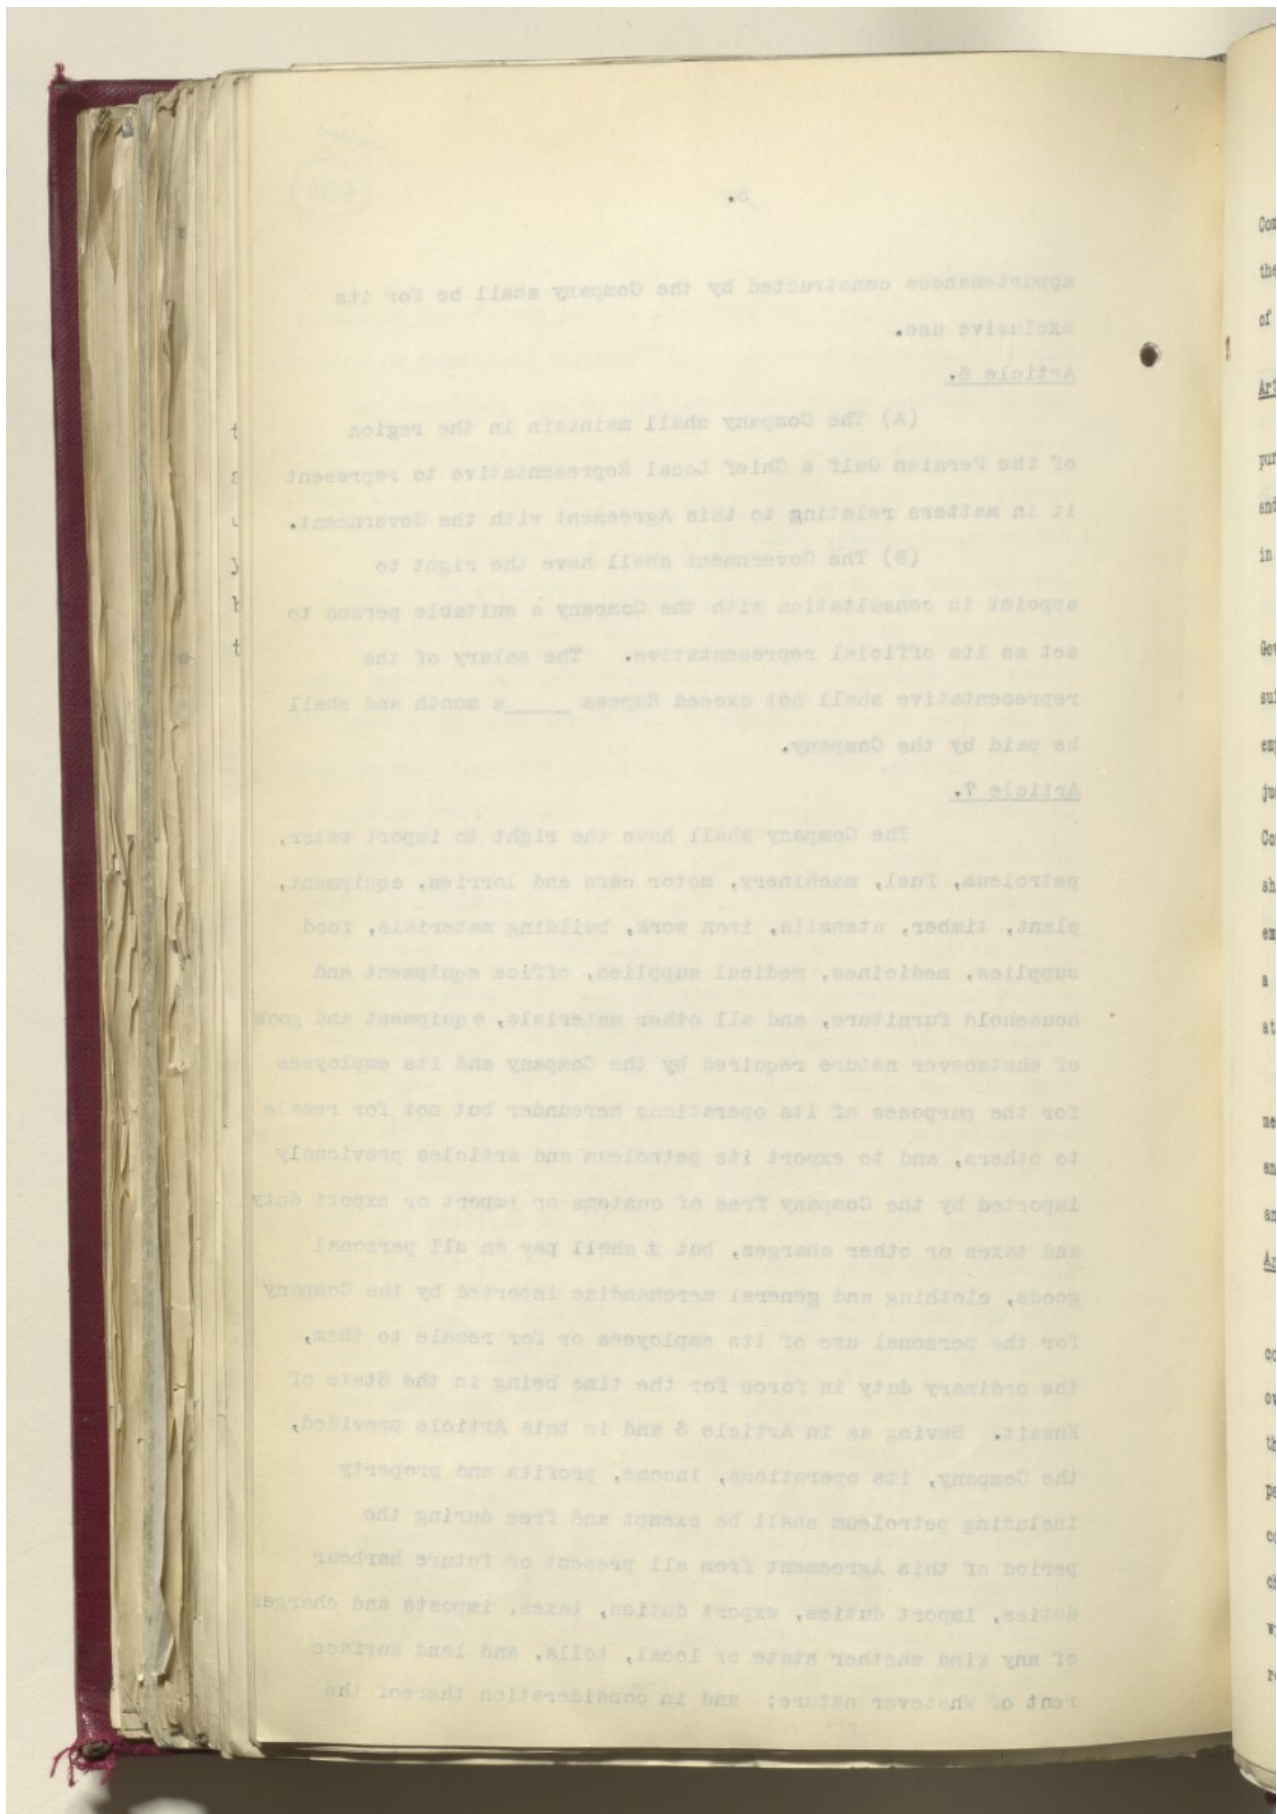 8.
appurtenances constructed by the Company shall be for its
exclusive use.
Article 6.
(A) The Company shall maintain in the region
of the Persian Gulf a Chief Local Representative to represent
it in matters relating to this Agreement with the Government.
(B) The Government shall have the right to
appoint in consultation with the Company a suitable person to
act as its official representative. The salary of the
representative shall not exceed Rupees _____ a month and shall
be paid by the Company.
Article 7.
The Company shall have the right to import water,
petroleum, fuel, machinery, motor cars and lorries, equipment,
plant, timber, utensils, iron work, building materials, food
supplies, medicines, medical supplies, office equipment and
household furniture, and all other materials, equipment and goods
of whatsoever nature required by the Company and its employees
for the purposes of its operations hereunder but not for resale
to others, and to export its petroleum and articles previously
imported by the Company free of customs or import or export duty
and taxes or other charges, but shall pay on all personal
goods, clothing and general merchandise imported by the Company
for the personal use of its employees or for resale to them,
the ordinary duty in force for the time being in the State of
Kuwait. Saving as in Article 3 and in this Article provided,
the Company, its operations, income, profits and property
including petroleum shall be exempt and free during the
period of this Agreement from all present or future harbour
duties, import duties, export duties, taxes, imposts and charges
of any kind whether state or local, tolls, and land surface
rent of whatever nature; and in consideration thereof the